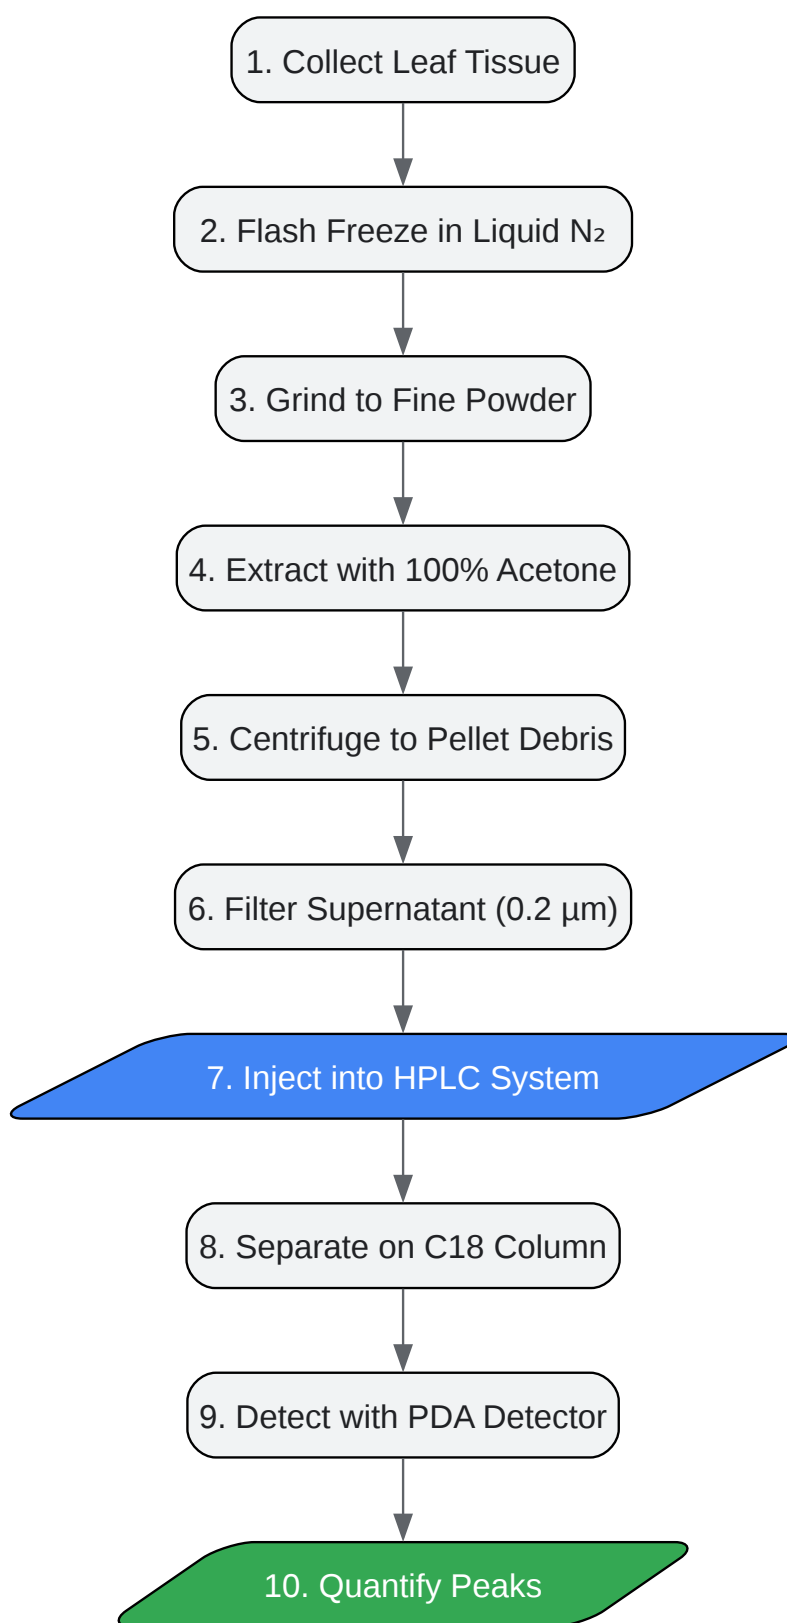 1. Collect Leaf Tissue
2. Flash Freeze in Liquid N₂
3. Grind to Fine Powder
4. Extract with 100% Acetone
5. Centrifuge to Pellet Debris
6. Filter Supernatant (0.2 µm)
7. Inject into HPLC System
8. Separate on C18 Column
9. Detect with PDA Detector
10. Quantify Peaks